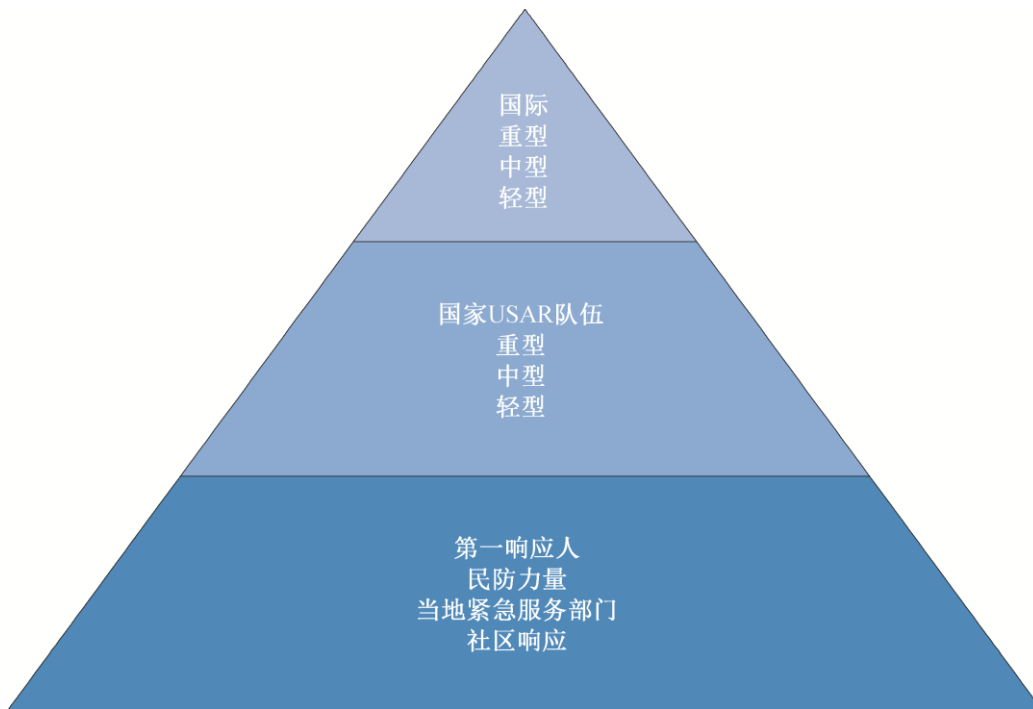 国际
重型
中型
轻型
国家USAR队伍
重型
中型
轻型
第一响应人
民防力量
当地紧急服务部门
社区响应